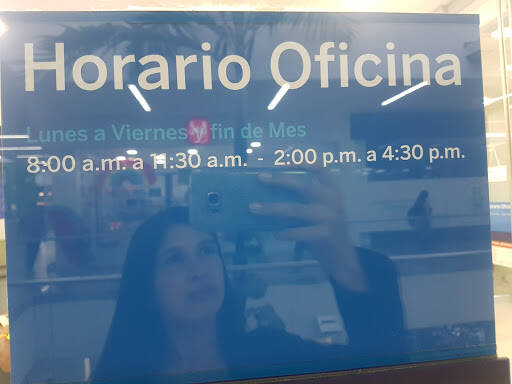 Horario Oficina
Lunes a Viernes y fin de Mes
8:00 a.m. a 11:30 a.m. - 2:00 p.m. a 4:30 p.m.